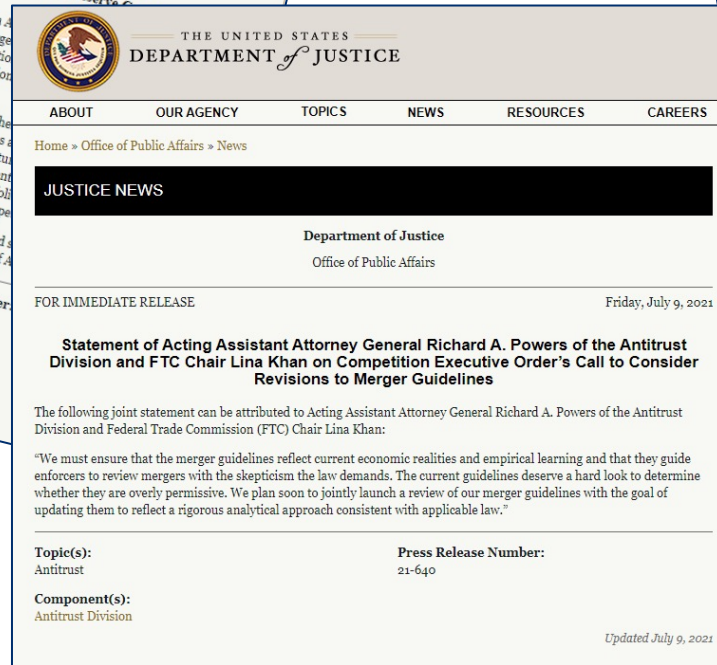 THE UNITED STATES
DEPARTMENT of JUSTICE
ABOUT OUR AGENCY TOPICS NEWS RESOURCES CAREERS
Home » Office of Public Affairs » News
JUSTICE NEWS
Department of Justice
Office of Public Affairs
FOR IMMEDIATE RELEASE Friday, July 9, 2021
Statement of Acting Assistant Attorney General Richard A. Powers of the Antitrust
Division and FTC Chair Lina Khan on Competition Executive Order's Call to Consider
Revisions to Merger Guidelines
The following joint statement can be attributed to Acting Assistant Attorney General Richard A. Powers of the Antitrust
Division and Federal Trade Commission (FTC) Chair Lina Khan:
“We must ensure that the merger guidelines reflect current economic realities and empirical learning and that they guide
enforcers to review mergers with the skepticism the law demands. The current guidelines deserve a hard look to determine
whether they are overly permissive. We plan soon to jointly launch a review of our merger guidelines with the goal of
updating them to reflect a rigorous analytical approach consistent with applicable law.”
Topic(s): Press Release Number:
Antitrust 21-640
Component(s):
Antitrust Division
Updated July 9, 2021